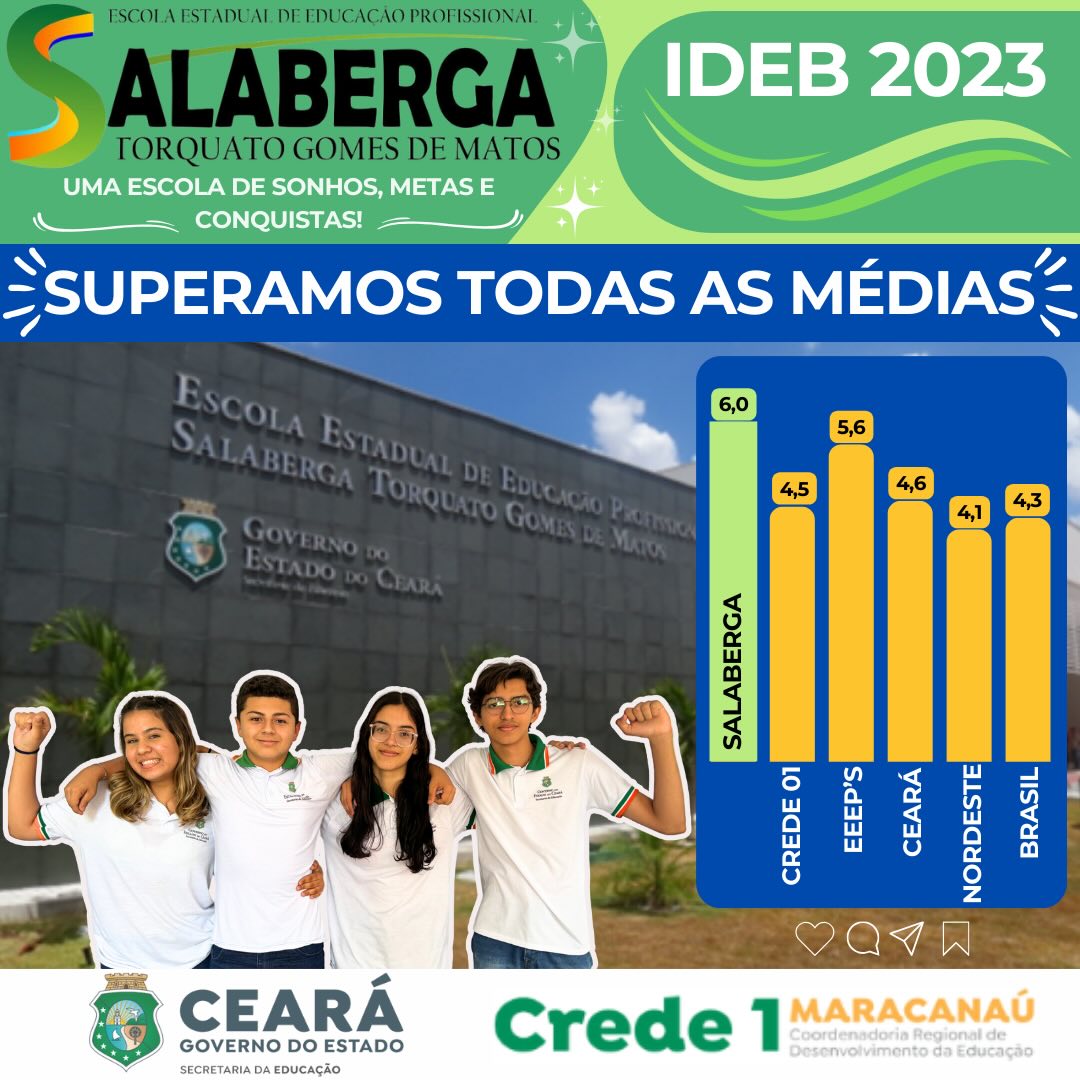 ESCOLA ESTADUAL DE EDUCAÇÃO PROFISSIONAL
SALABERGA
TORQUATO GOMES DE MATOS
UMA ESCOLA DE SONHOS, METAS E
CONQUISTAS!
IDEB 2023
SUPERAMOS TODAS AS MÉDIAS
ESCOLA ESTADUAL DE EDUCAÇÃO PROFISSIONAL
SALABERGA TORQUATO GOMES DE MATOS
GOVERNO DO
ESTADO DO CEARÁ
6,0
4,5
5,6
4,6
4,1
4,3
SALABERGA
CREDE 01
EEEP'S
CEARÁ
NORDESTE
BRASIL
CEARÁ
GOVERNO DO ESTADO
SECRETARIA DA EDUCAÇÃO
Crede 1
MARACANAÚ
Coordenadoria Regional de
Desenvolvimento da Educação